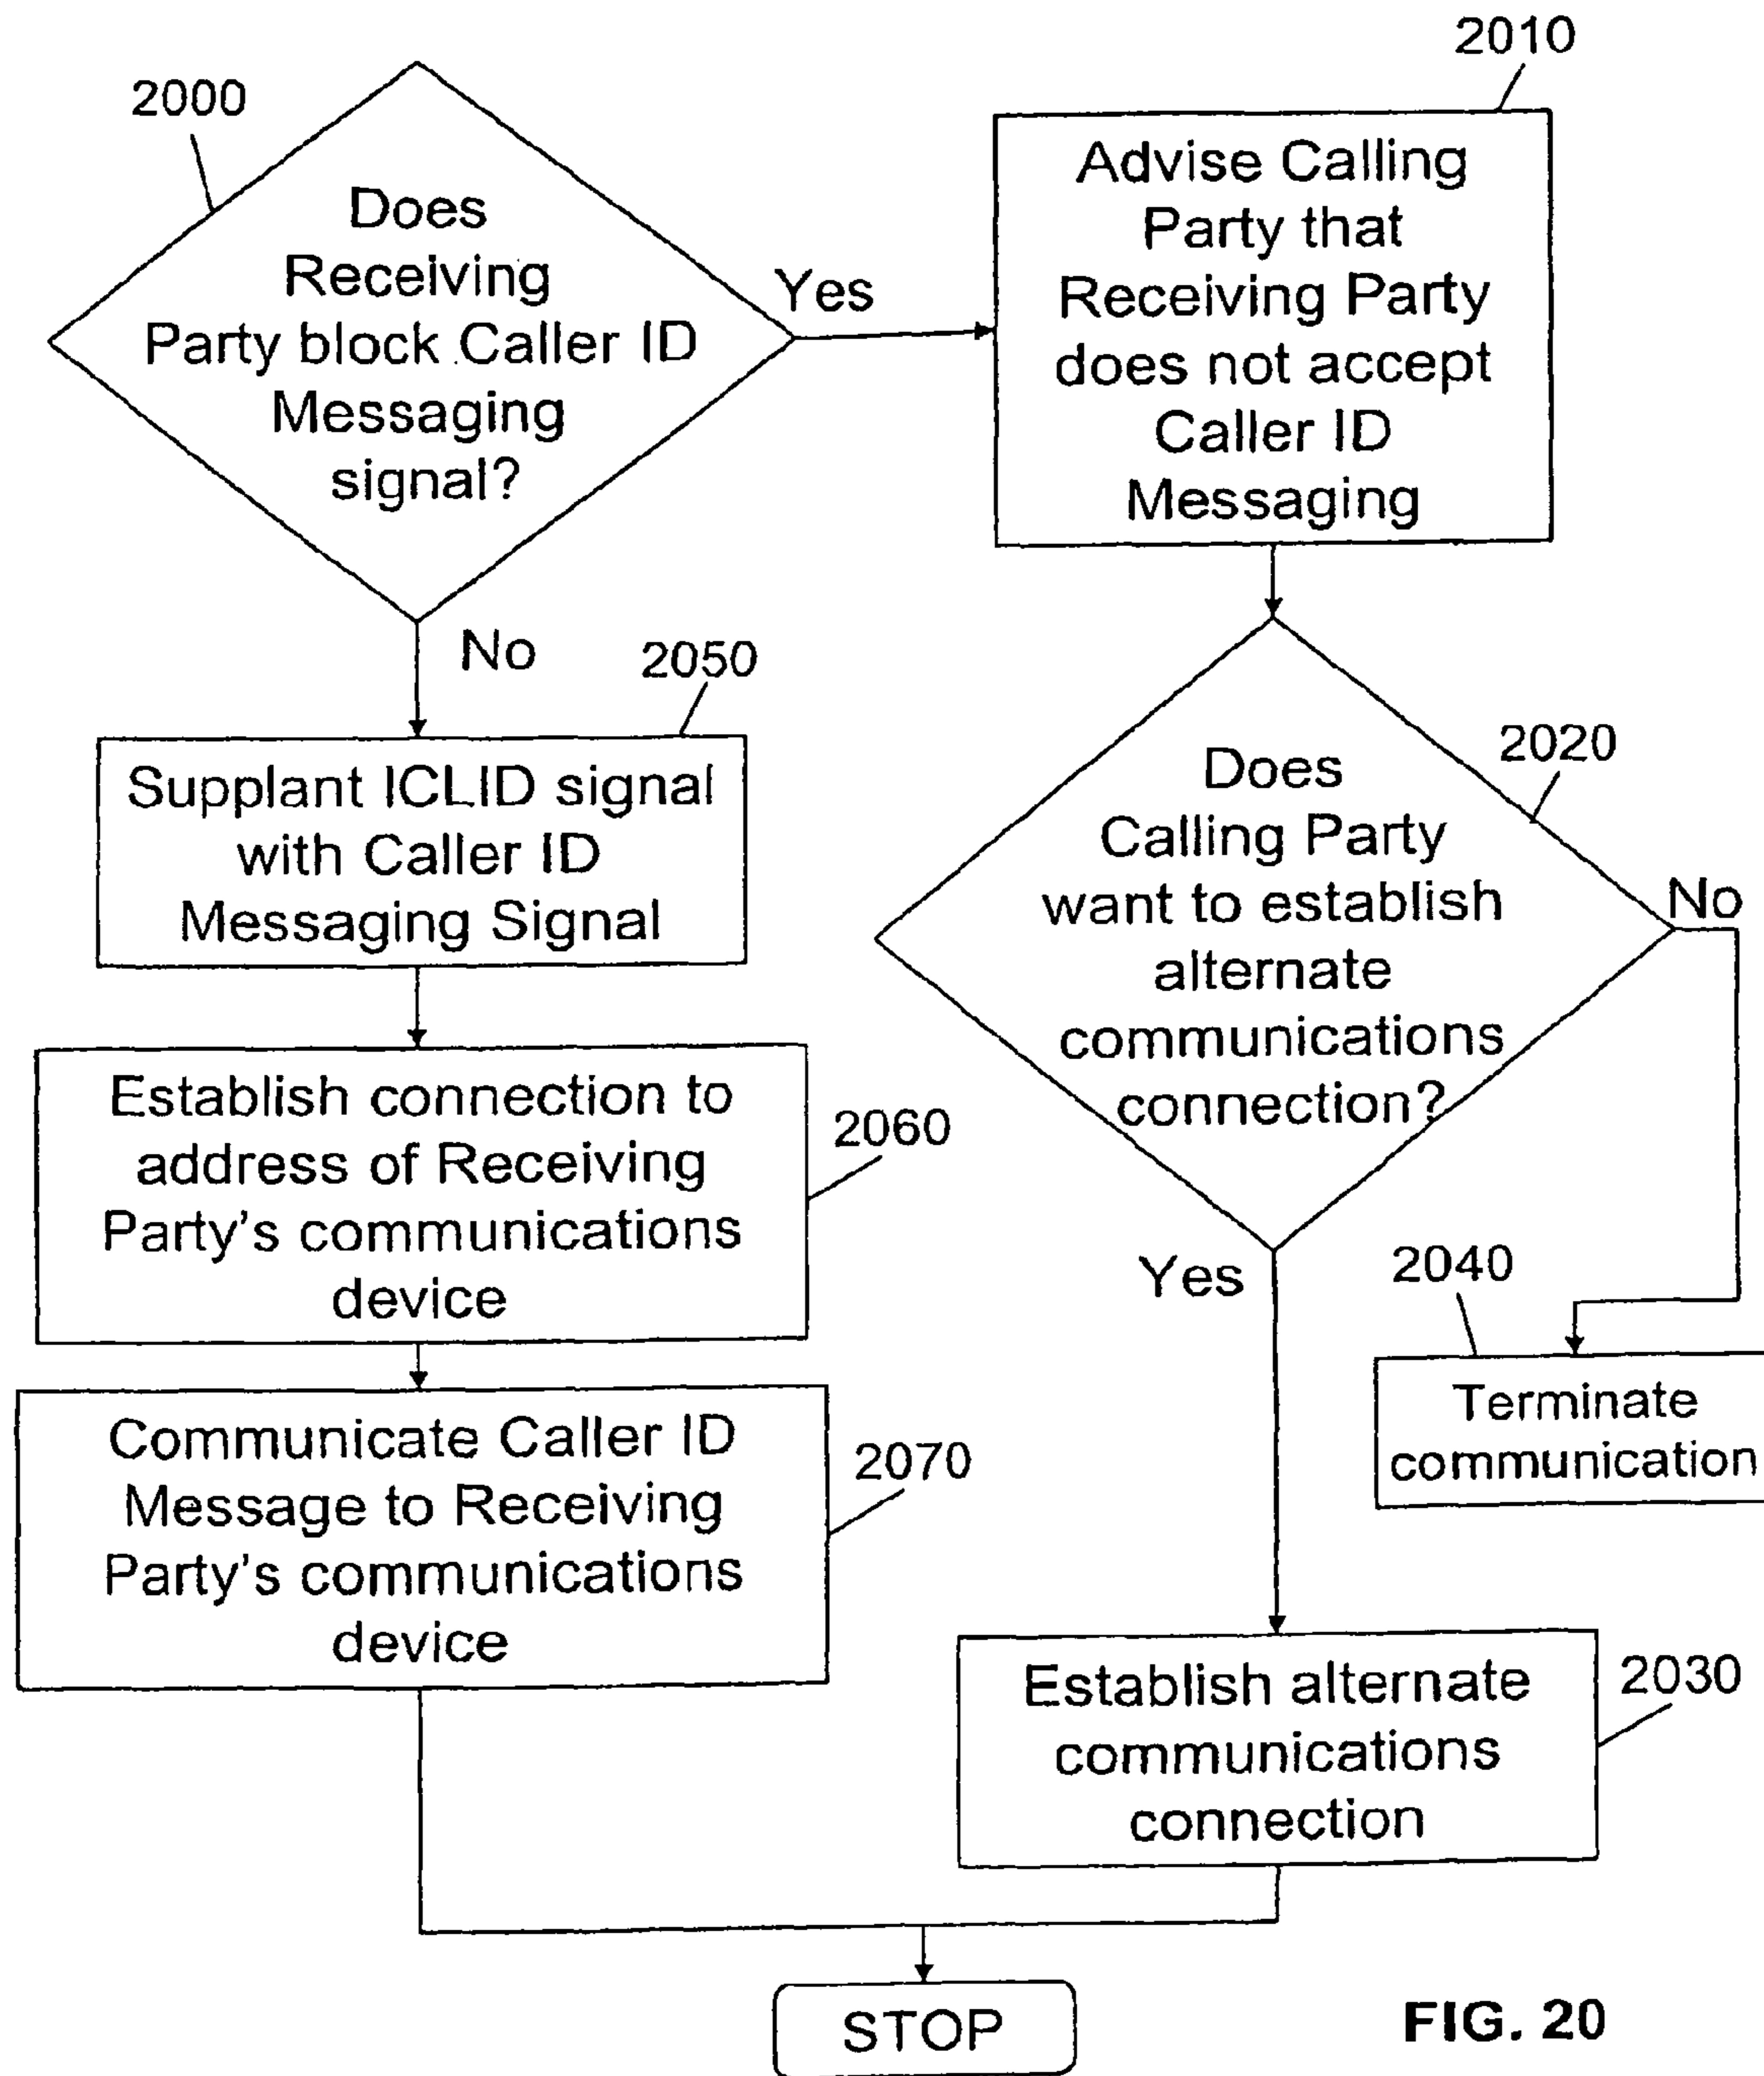 2000
Does
Receiving
Party block Caller ID
Messaging
signal?
Yes
No
2010
Advise Calling
Party that
Receiving Party
does not accept
Caller ID
Messaging
2020
Does
Calling Party
want to establish
alternate
communications
connection?
No
Yes
2050
Supplant ICLID signal
with Caller ID
Messaging Signal
2060
Establish connection to
address of Receiving
Party's communications
device
2070
Communicate Caller ID
Message to Receiving
Party's communications
device
2040
Terminate
communication
2030
Establish alternate
communications
connection
STOP
FIG. 20